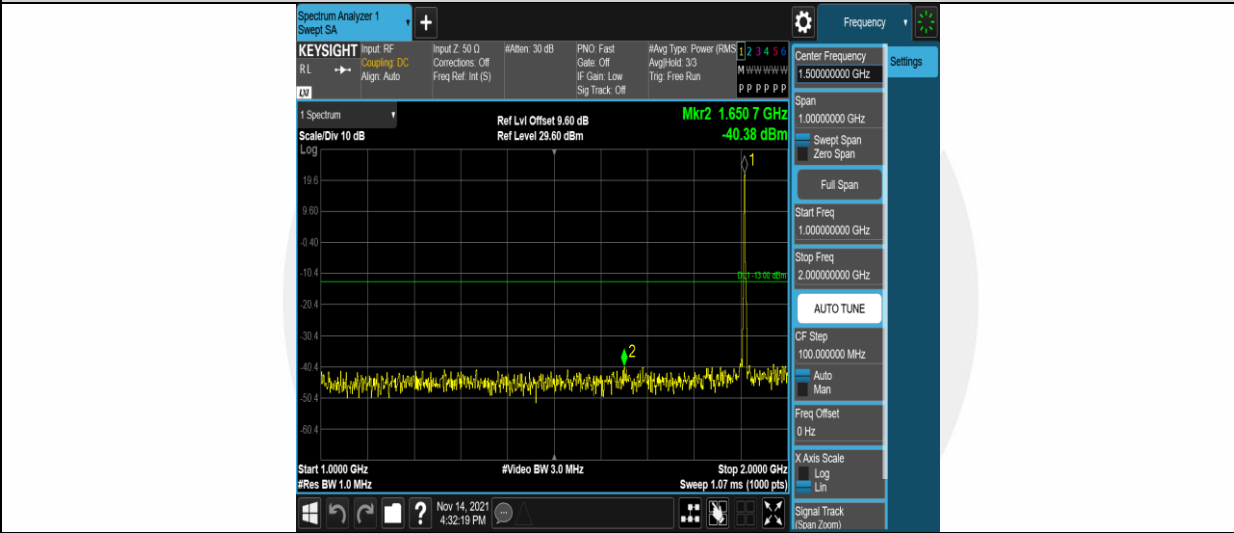 Spectrum Analyzer 1
Swept SA
+
Frequency
KEYSIGHT
RL
LXI
Input: RF
Coupling: DC
Align: Auto
Input Z: 50 Ω
Corrections: Off
Freq Ref: Int (S)
#Atten: 30 dB
PNO: Fast
Gate: Off
IF Gain: Low
Sig Track: Off
#Avg Type: Power (RMS
Avg|Hold: 3/3
Trig: Free Run
1 2 3 4 5 6
M W W W W W
P P P P P P
1 Spectrum
Scale/Div 10 dB
Log
Ref Lvl Offset 9.60 dB
Ref Level 29.60 dBm
Mkr2 1.650 7 GHz
-40.38 dBm
1
19.6
9.60
-0.40
-10.4
DL1 -13.00 dBm
-20.4
-30.4
2
-40.4
-50.4
-60.4
Start 1.0000 GHz
#Res BW 1.0 MHz
#Video BW 3.0 MHz
Stop 2.0000 GHz
Sweep 1.07 ms (1000 pts)
Center Frequency
1.500000000 GHz
Settings
Span
1.00000000 GHz
Swept Span
Zero Span
Full Span
Start Freq
1.000000000 GHz
Stop Freq
2.000000000 GHz
AUTO TUNE
CF Step
100.000000 MHz
Auto
Man
Freq Offset
0 Hz
X Axis Scale
Log
Lin
Signal Track
(Span Zoom)
?
Nov 14, 2021
4:32:19 PM